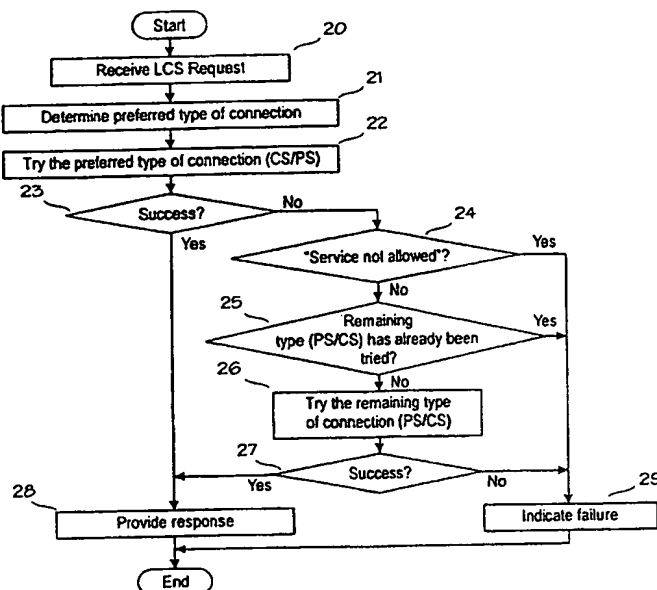 Start
20
Receive LCS Request
21
Determine preferred type of connection
22
Try the preferred type of connection (CS/PS)
23
Success?
No
Yes
24
"Service not allowed"?
Yes
No
25
Remaining
type (PS/CS) has already been
tried?
Yes
No
26
Try the remaining type
of connection (PS/CS)
27
Success?
Yes
No
28
Provide response
29
Indicate failure
End